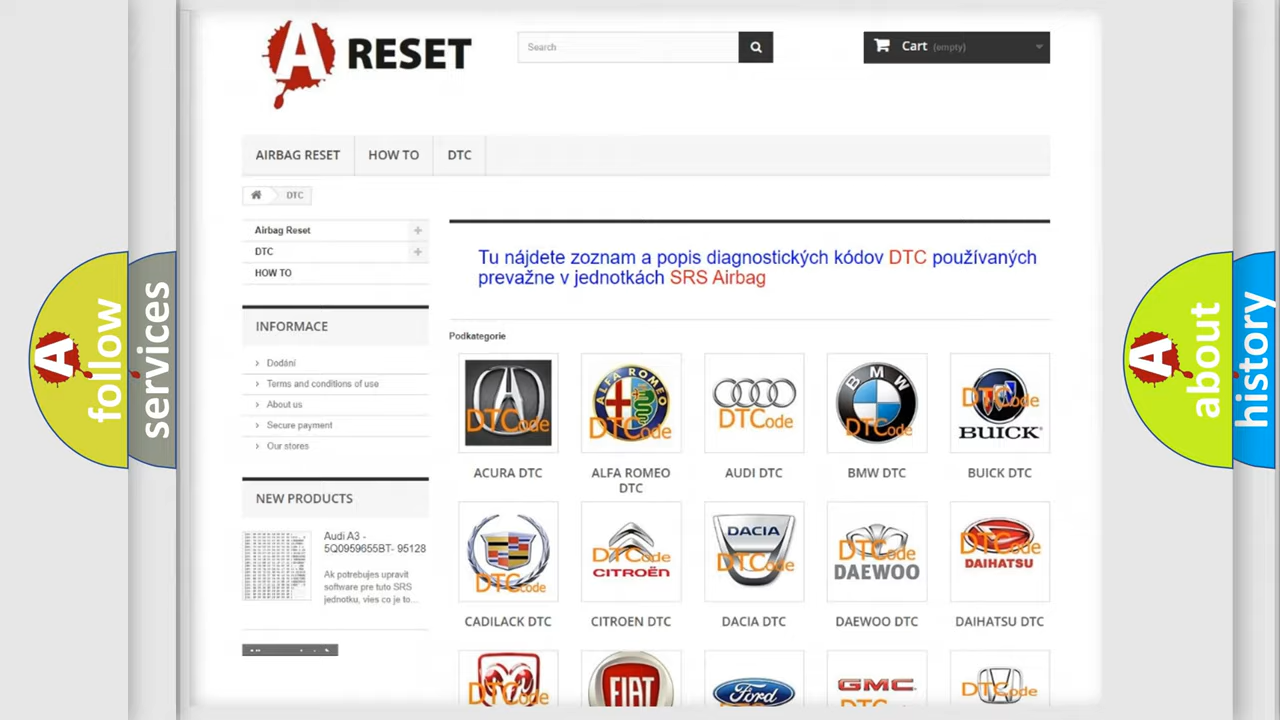 A RESET
Search
Cart (empty)
AIRBAG RESET
HOW TO
DTC
DTC
Airbag Reset
DTC
HOW TO
INFORMACE
Dodání
Terms and conditions of use
About us
Secure payment
Our stores
NEW PRODUCTS
Audi A3 -
5Q0959655BT- 95128
Ak potrebujes upravit
software pre tuto SRS
jednotku, vies co je to...
Tu nájdete zoznam a popis diagnostických kódov DTC používaných
prevažne v jednotkách SRS Airbag
Podkategorie
DTCode
ALFA ROMEO
DTCode
DTCode
BMW
DTCode
DTCode
BUICK
ACURA DTC
ALFA ROMEO
DTC
AUDI DTC
BMW DTC
BUICK DTC
DTCode
DTCode
CITROËN
DACIA
DTCode
DTCode
DAEWOO
DTCode
DAIHATSU
CADILACK DTC
CITROEN DTC
DACIA DTC
DAEWOO DTC
DAIHATSU DTC
DTCode
FIAT
Ford
GMC
DTCode
A follow
services
A about
history